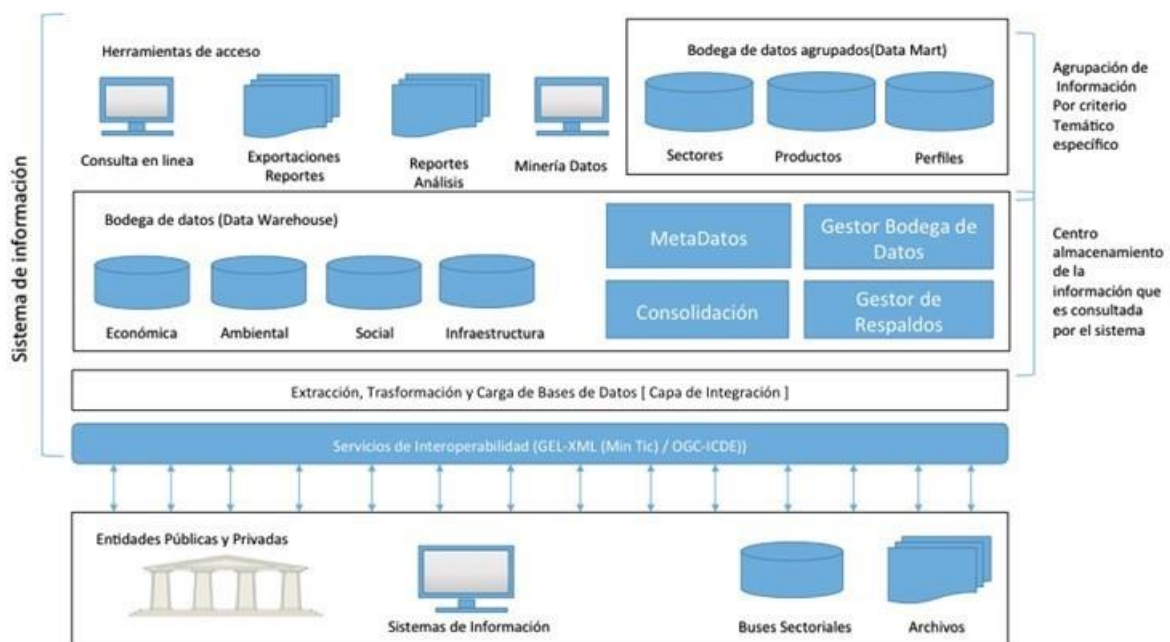 Sistema de información
Herramientas de acceso
Consulta en linea
Exportaciones
Reportes
Reportes
Análisis
Minería Datos
Bodega de datos agrupados(Data Mart)
Sectores
Productos
Perfiles
Agrupación de
Información
Por criterio
Temático
específico
Bodega de datos (Data Warehouse)
Económica
Ambiental
Social
Infraestructura
MetaDatos
Gestor Bodega de
Datos
Consolidación
Gestor de
Respaldos
Centro
almacenamiento
de la
información que
es consultada
por el sistema
Extracción, Trasformación y Carga de Bases de Datos [ Capa de Integración ]
Servicios de Interoperabilidad (GEL-XML (Min Tic) / OGC-ICDE))
Entidades Públicas y Privadas
Sistemas de Información
Buses Sectoriales
Archivos